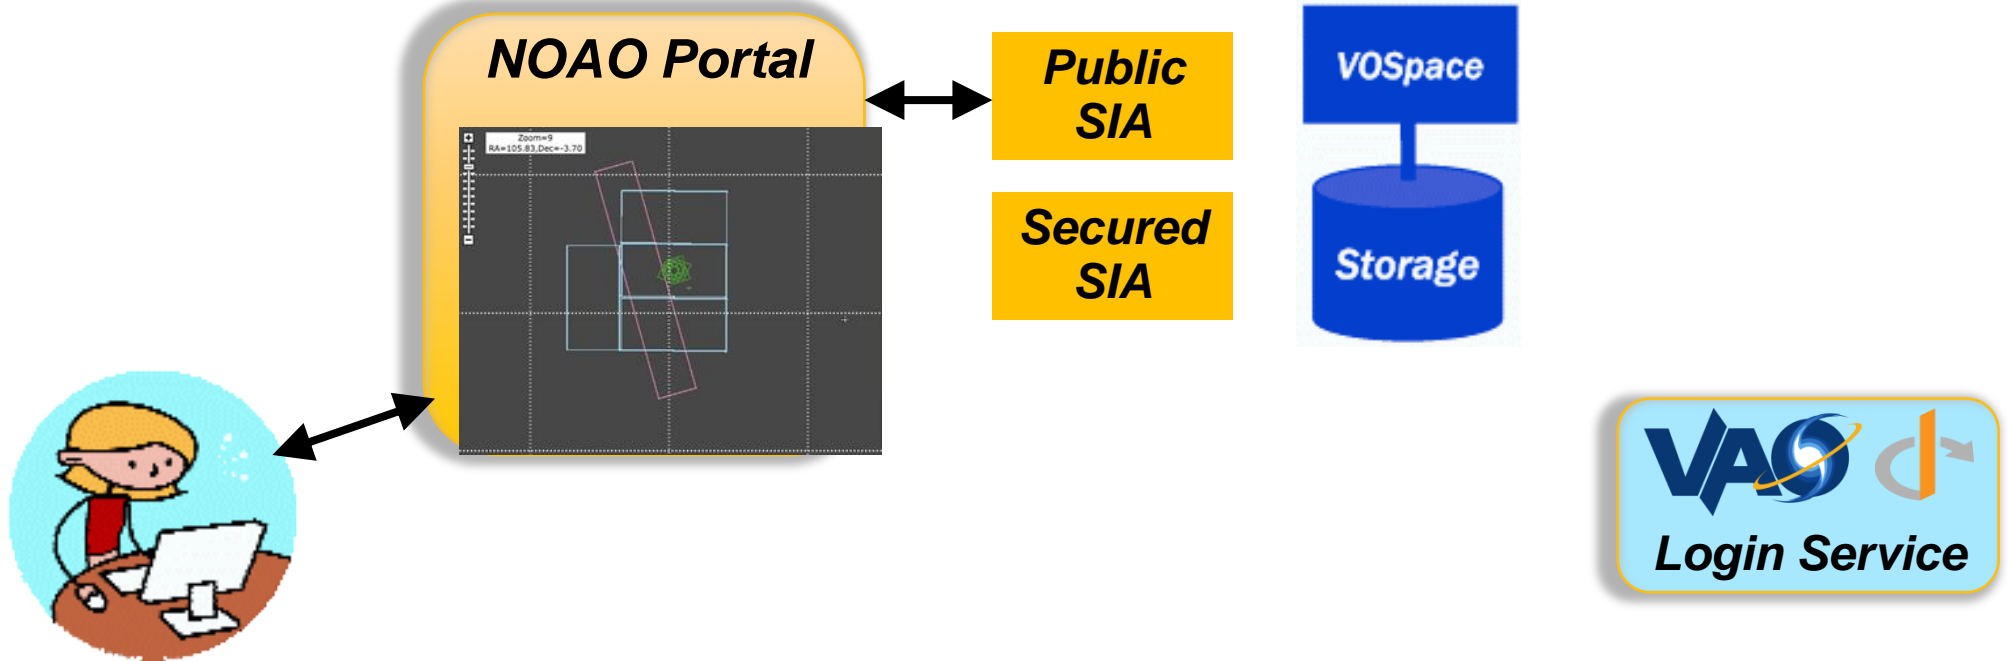 NOAO Portal
Zoom=9
RA=105.83,Dec=-3.70
Public
SIA
Secured
SIA
VOSpace
Storage
VAO
Login Service